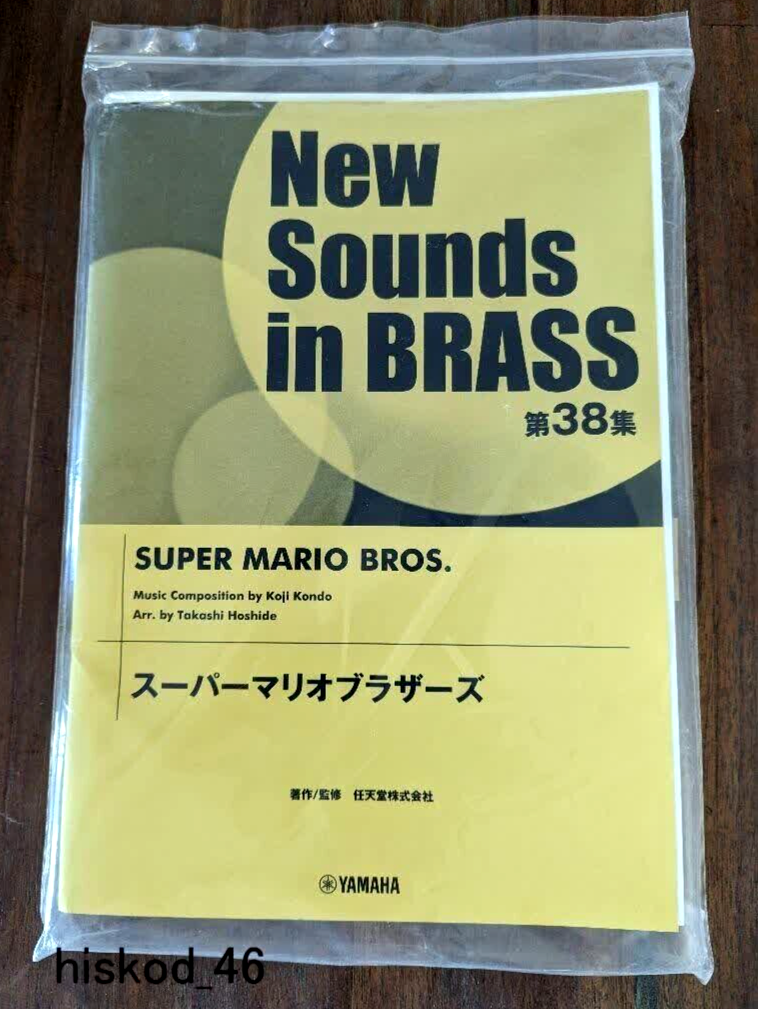 New
Sounds
in BRASS
第38集
SUPER MARIO BROS.
Music Composition by Koji Kondo
Arr. by Takashi Hoshide
スーパーマリオブラザーズ
著作/監修 任天堂株式会社
YAMAHA
hiskod_46